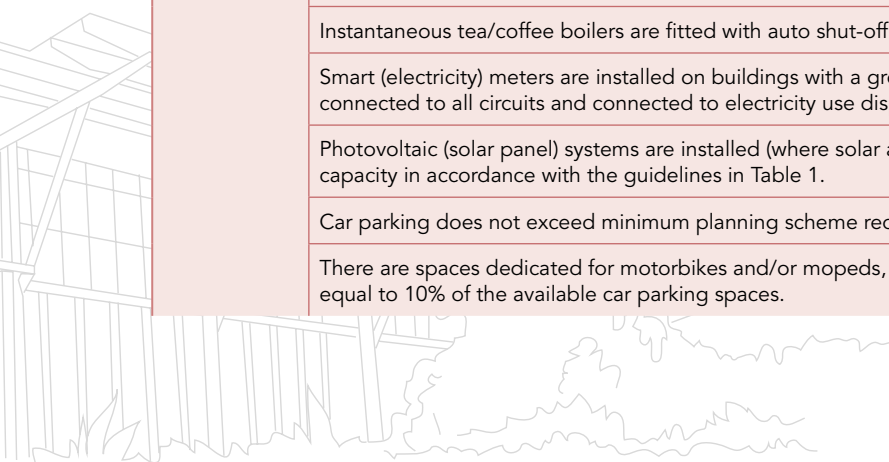 Instantaneous tea/coffee boilers are fitted with auto shut-off
Smart (electricity) meters are installed on buildings with a
connected to all circuits and connected to electricity use
Photovoltaic (solar panel) systems are installed (where solar
capacity in accordance with the guidelines in Table 1.
Car parking does not exceed minimum planning scheme
There are spaces dedicated for motorbikes and/or mopeds,
equal to 10% of the available car parking spaces.